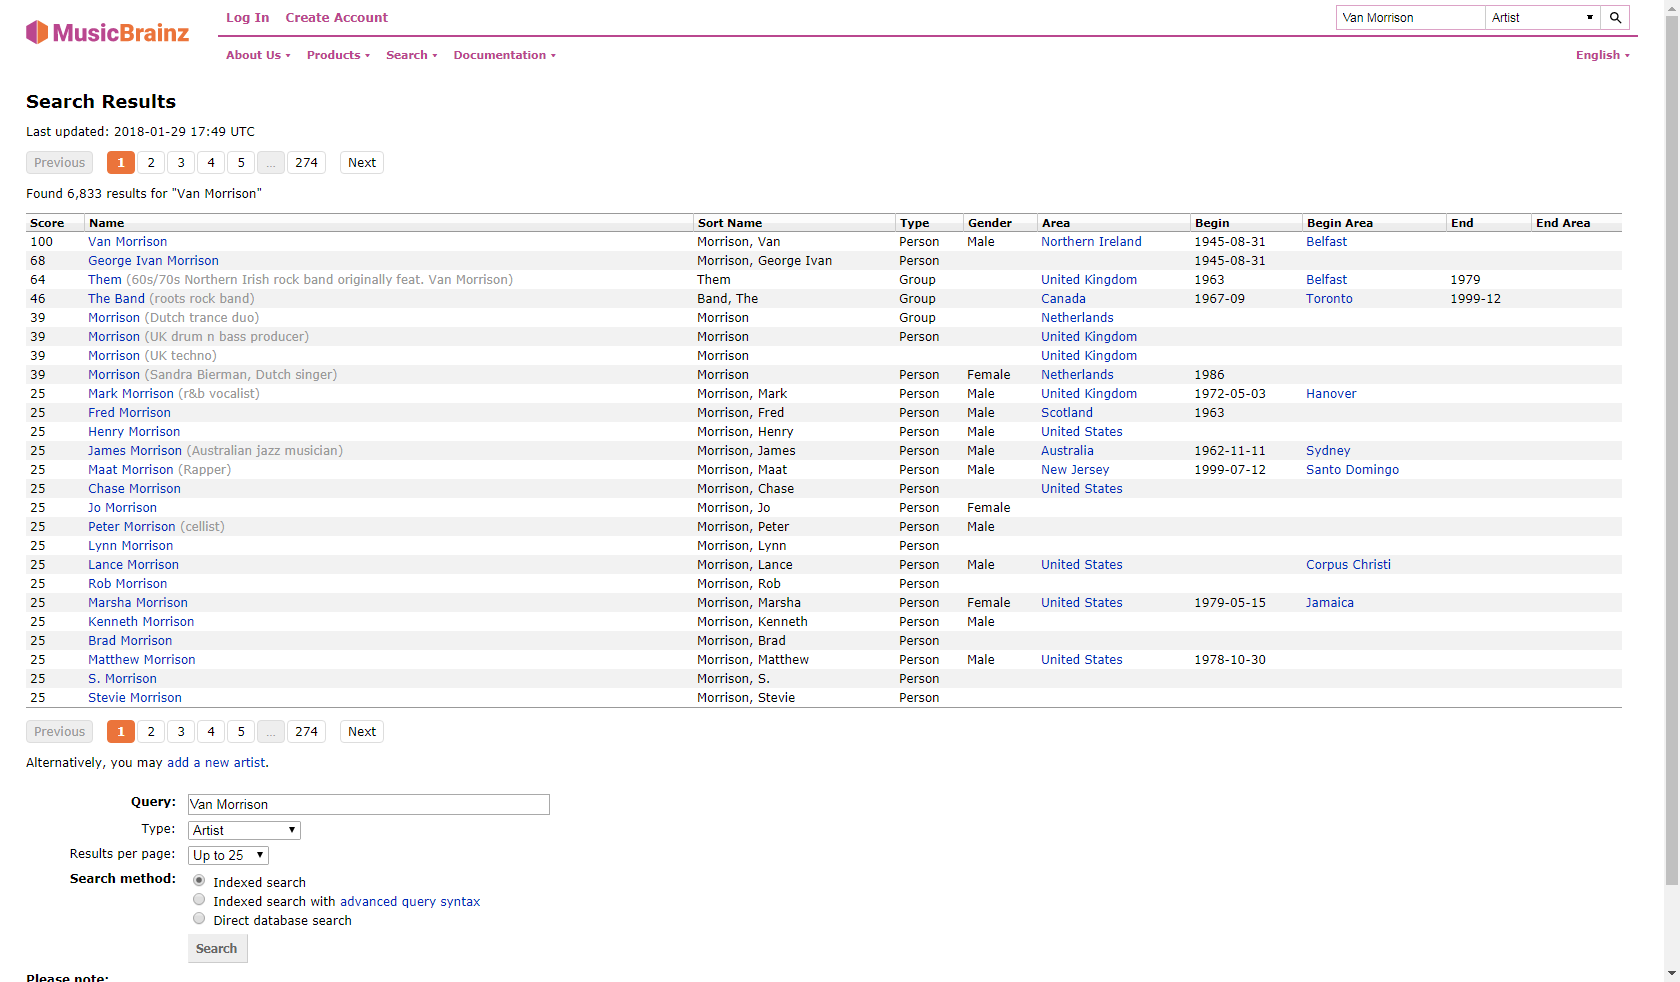 MusicBrainz
Log In Create Account
Van Morrison Artist
About Us Products Search Documentation English
Search Results
Last updated: 2018-01-29 17:49 UTC
Previous 1 2 3 4 5 ... 274 Next
Found 6,833 results for "Van Morrison"
Score Name Sort Name Type Gender Area Begin Begin Area End End Area
100 Van Morrison Morrison, Van Person Male Northern Ireland 1945-08-31 Belfast
68 George Ivan Morrison Morrison, George Ivan Person 1945-08-31
64 Them (60s/70s Northern Irish rock band originally feat. Van Morrison) Them Group United Kingdom 1963 Belfast 1979
46 The Band (roots rock band) Band, The Group Canada 1967-09 Toronto 1999-12
39 Morrison (Dutch trance duo) Morrison Group Netherlands
39 Morrison (UK drum n bass producer) Morrison Person United Kingdom
39 Morrison (UK techno) Morrison United Kingdom
39 Morrison (Sandra Bierman, Dutch singer) Morrison Person Female Netherlands 1986
25 Mark Morrison (r&b vocalist) Morrison, Mark Person Male United Kingdom 1972-05-03 Hanover
25 Fred Morrison Morrison, Fred Person Male Scotland 1963
25 Henry Morrison Morrison, Henry Person Male United States
25 James Morrison (Australian jazz musician) Morrison, James Person Male Australia 1962-11-11 Sydney
25 Maat Morrison (Rapper) Morrison, Maat Person Male New Jersey 1999-07-12 Santo Domingo
25 Chase Morrison Morrison, Chase Person United States
25 Jo Morrison Morrison, Jo Person Female
25 Peter Morrison (cellist) Morrison, Peter Person Male
25 Lynn Morrison Morrison, Lynn Person
25 Lance Morrison Morrison, Lance Person Male United States Corpus Christi
25 Rob Morrison Morrison, Rob Person
25 Marsha Morrison Morrison, Marsha Person Female United States 1979-05-15 Jamaica
25 Kenneth Morrison Morrison, Kenneth Person Male
25 Brad Morrison Morrison, Brad Person
25 Matthew Morrison Morrison, Matthew Person Male United States 1978-10-30
25 S. Morrison Morrison, S. Person
25 Stevie Morrison Morrison, Stevie Person
Previous 1 2 3 4 5 ... 274 Next
Alternatively, you may add a new artist.
Query: Van Morrison
Type: Artist
Results per page: Up to 25
Search method: Indexed search
Indexed search with advanced query syntax
Direct database search
Search
Please note: